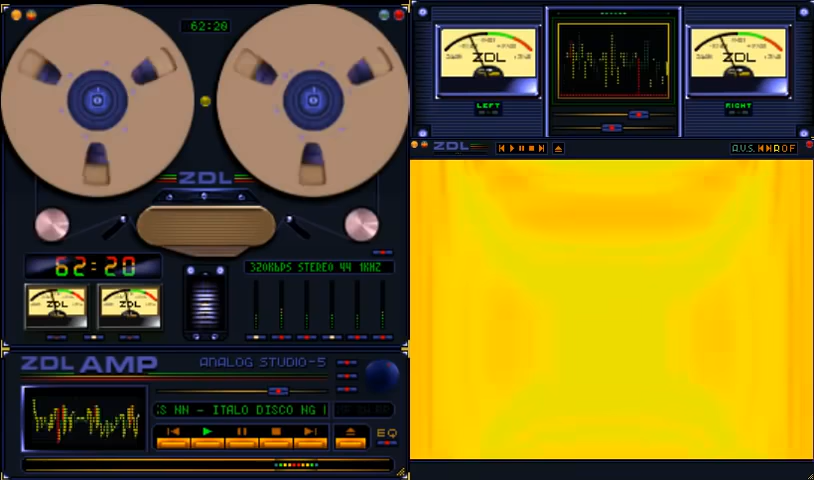 62:20
ZDL
LEFT
ZDL
RIGHT
ZDL
A.V.S.
ZDL
62:20
320KBPS STEREO 44 1KHZ
ZDL
ZDL
ZDL AMP
ANALOG STUDIO-5
S NN - ITALO DISCO NG
EQ